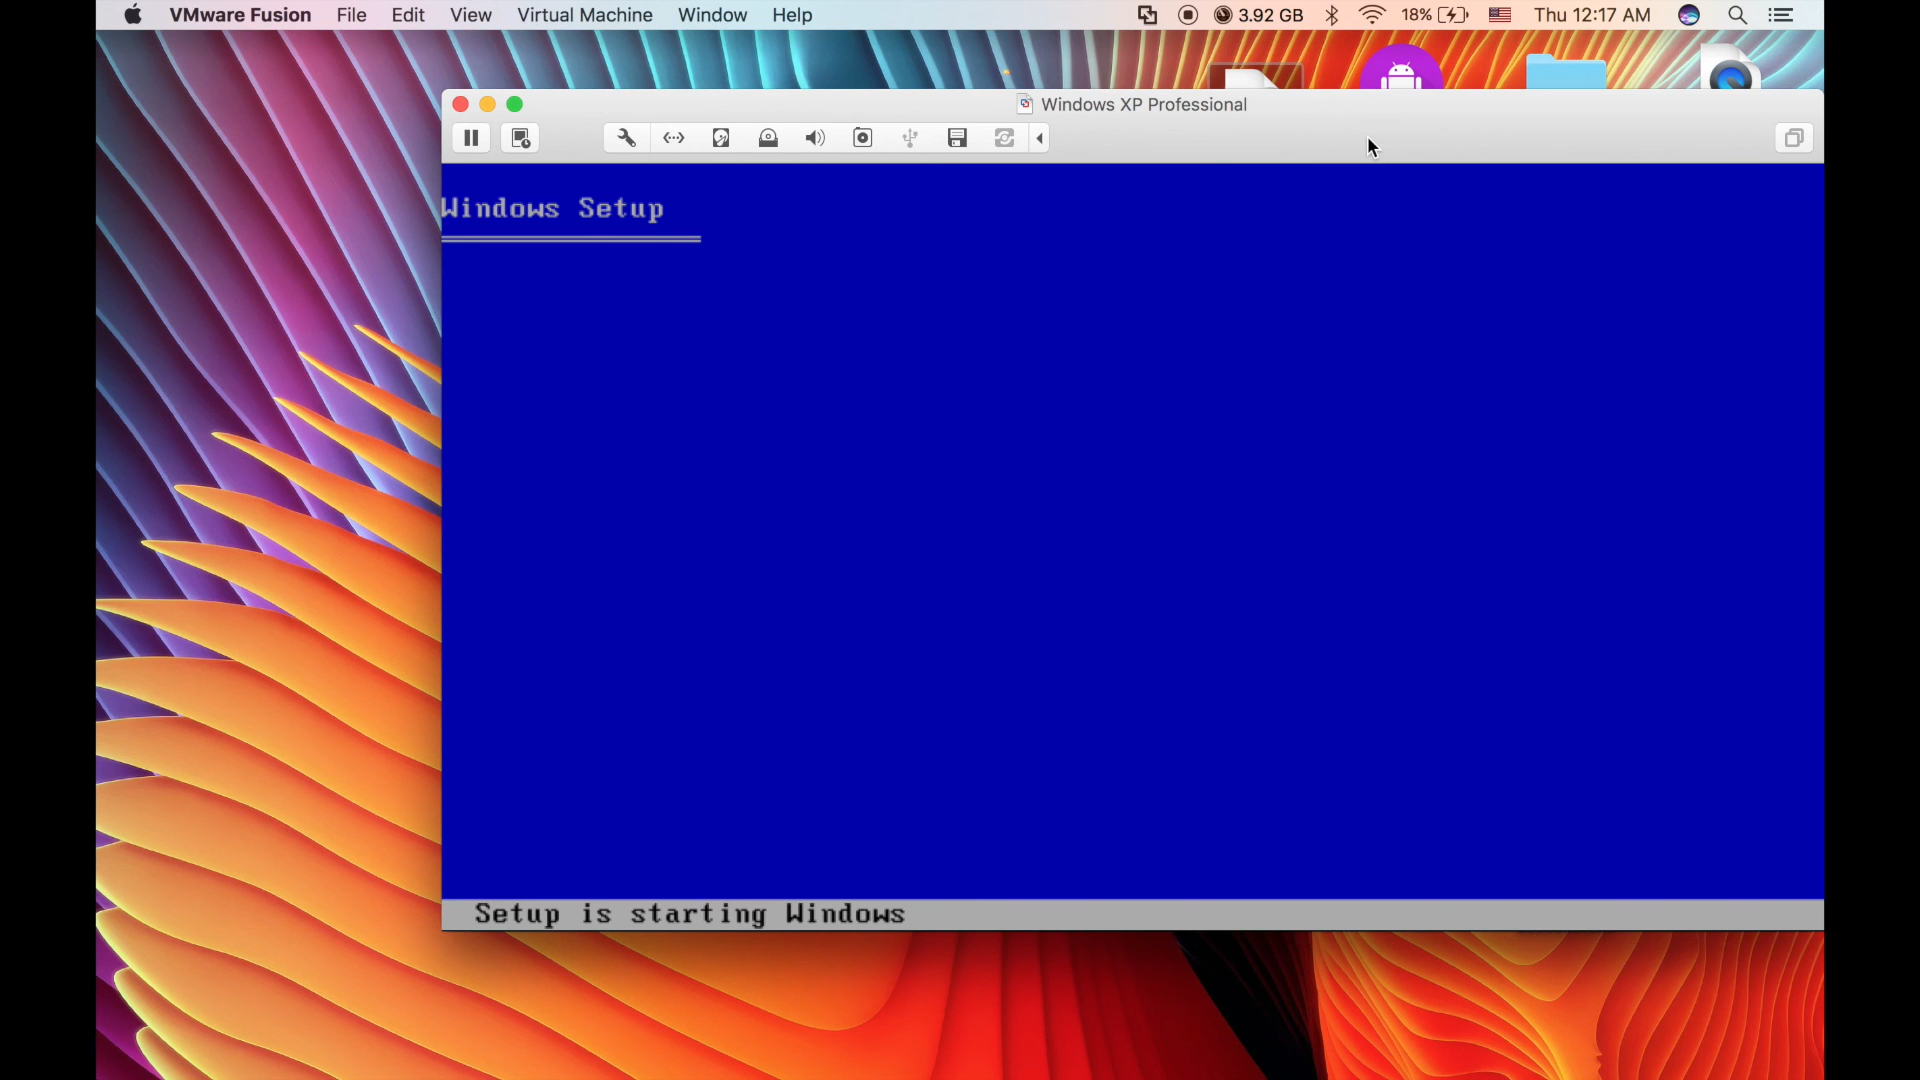 VMware Fusion File Edit View Virtual Machine Window Help 3.92 GB 18% Thu 12:17 AM
Windows XP Professional
Windows Setup
Setup is starting Windows